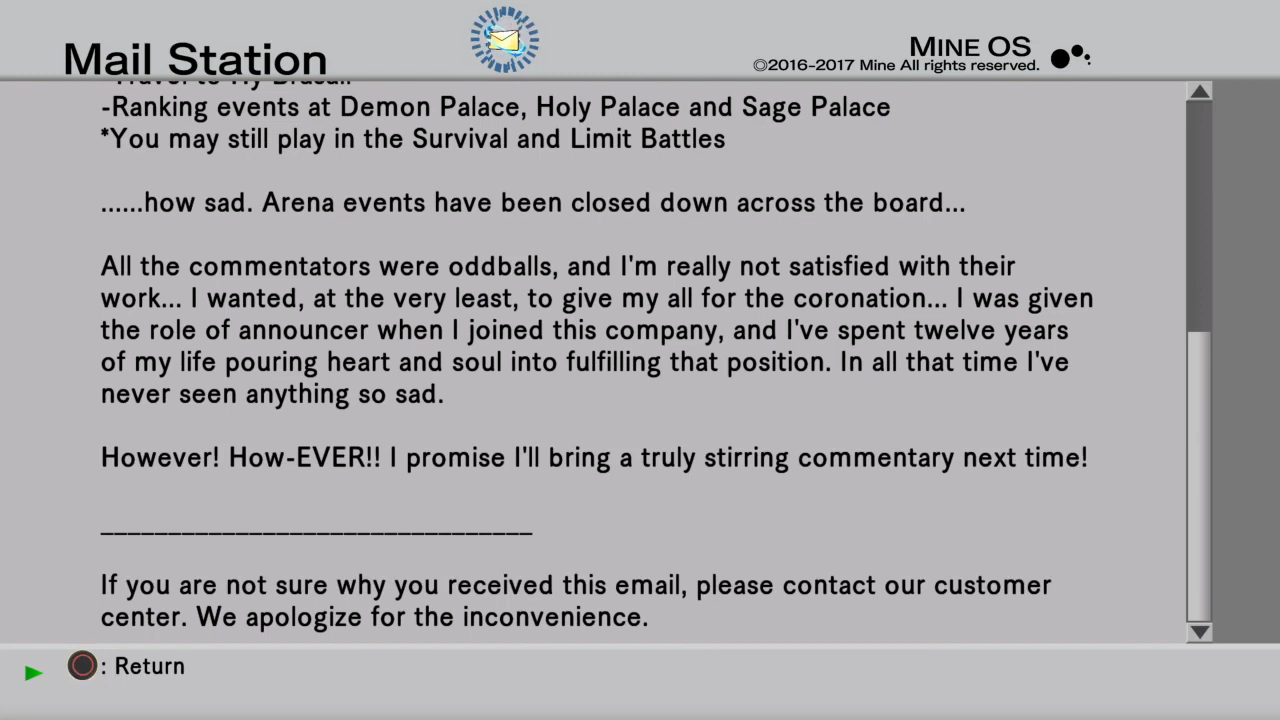 Mail Station
MINE OS
©2016-2017 Mine All rights reserved.
-Ranking events at Demon Palace, Holy Palace and Sage Palace
*You may still play in the Survival and Limit Battles
......how sad. Arena events have been closed down across the board...
All the commentators were oddballs, and I'm really not satisfied with their
work... I wanted, at the very least, to give my all for the coronation... I was given
the role of announcer when I joined this company, and I've spent twelve years
of my life pouring heart and soul into fulfilling that position. In all that time I've
never seen anything so sad.
However! How-EVER!! I promise I'll bring a truly stirring commentary next time!
________________________________
If you are not sure why you received this email, please contact our customer
center. We apologize for the inconvenience.
: Return